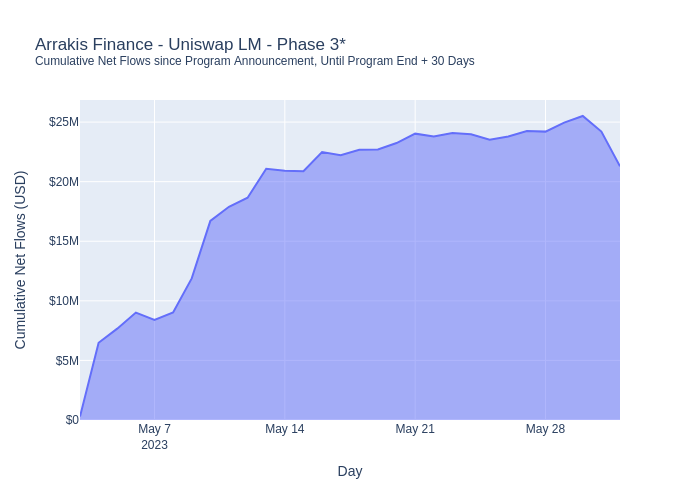 Arrakis Finance - Uniswap LM - Phase 3*
Cumulative Net Flows since Program Announcement, Until Program End + 30 Days
Cumulative Net Flows (USD)
$25M
$20M
$15M
$10M
$5M
$0
May 7
2023
May 14
May 21
May 28
Day